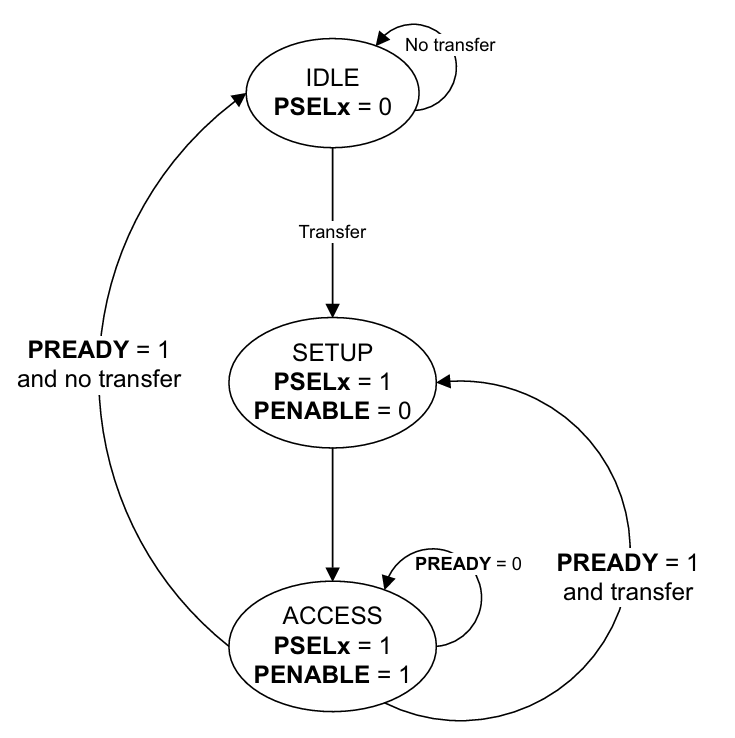 No transfer
IDLE
PSELx = 0
Transfer
SETUP
PSELx = 1
PENABLE = 0
PREADY = 1
and no transfer
PREADY = 0
PREADY = 1
and transfer
ACCESS
PSELx = 1
PENABLE = 1